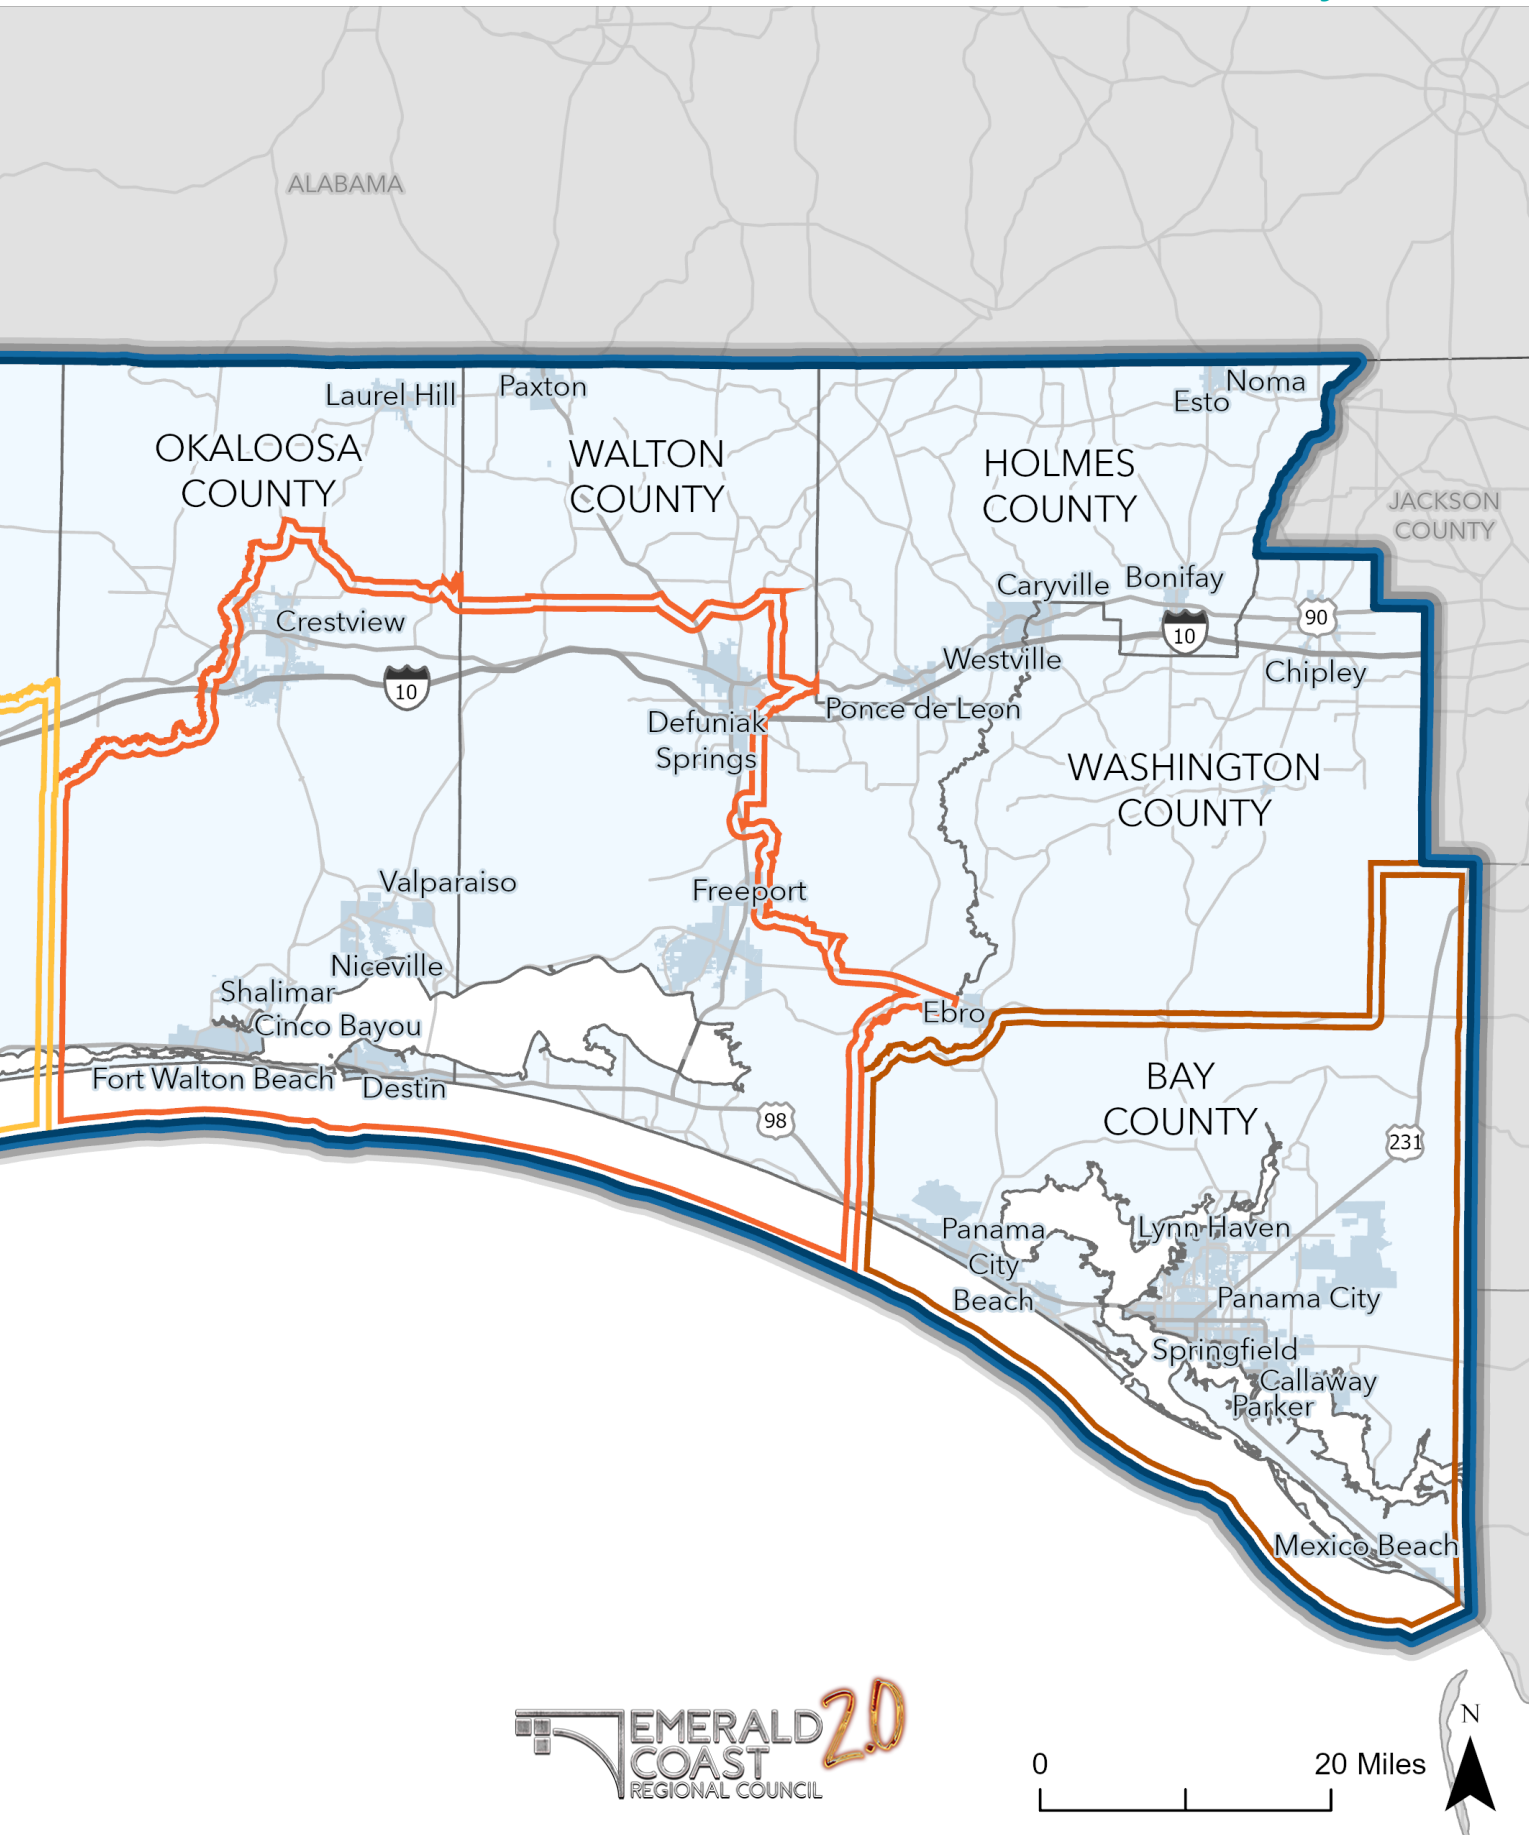 ALABAMA
Laurel Hill
Paxton
Noma
Esto
OKALOOSA
COUNTY
WALTON
COUNTY
HOLMES
COUNTY
JACKSON
COUNTY
Caryville
Bonifay
90
10
Crestview
Westville
Chipley
10
Defuniak
Springs
Ponce de Leon
WASHINGTON
COUNTY
Valparaiso
Freeport
Niceville
Shalimar
Cinco Bayou
Ebro
Fort Walton Beach
Destin
98
BAY
COUNTY
231
Panama
City
Beach
Lynn Haven
Panama City
Springfield
Callaway
Parker
Mexico Beach
EMERALD
COAST
REGIONAL COUNCIL
2.0
N
0
20 Miles